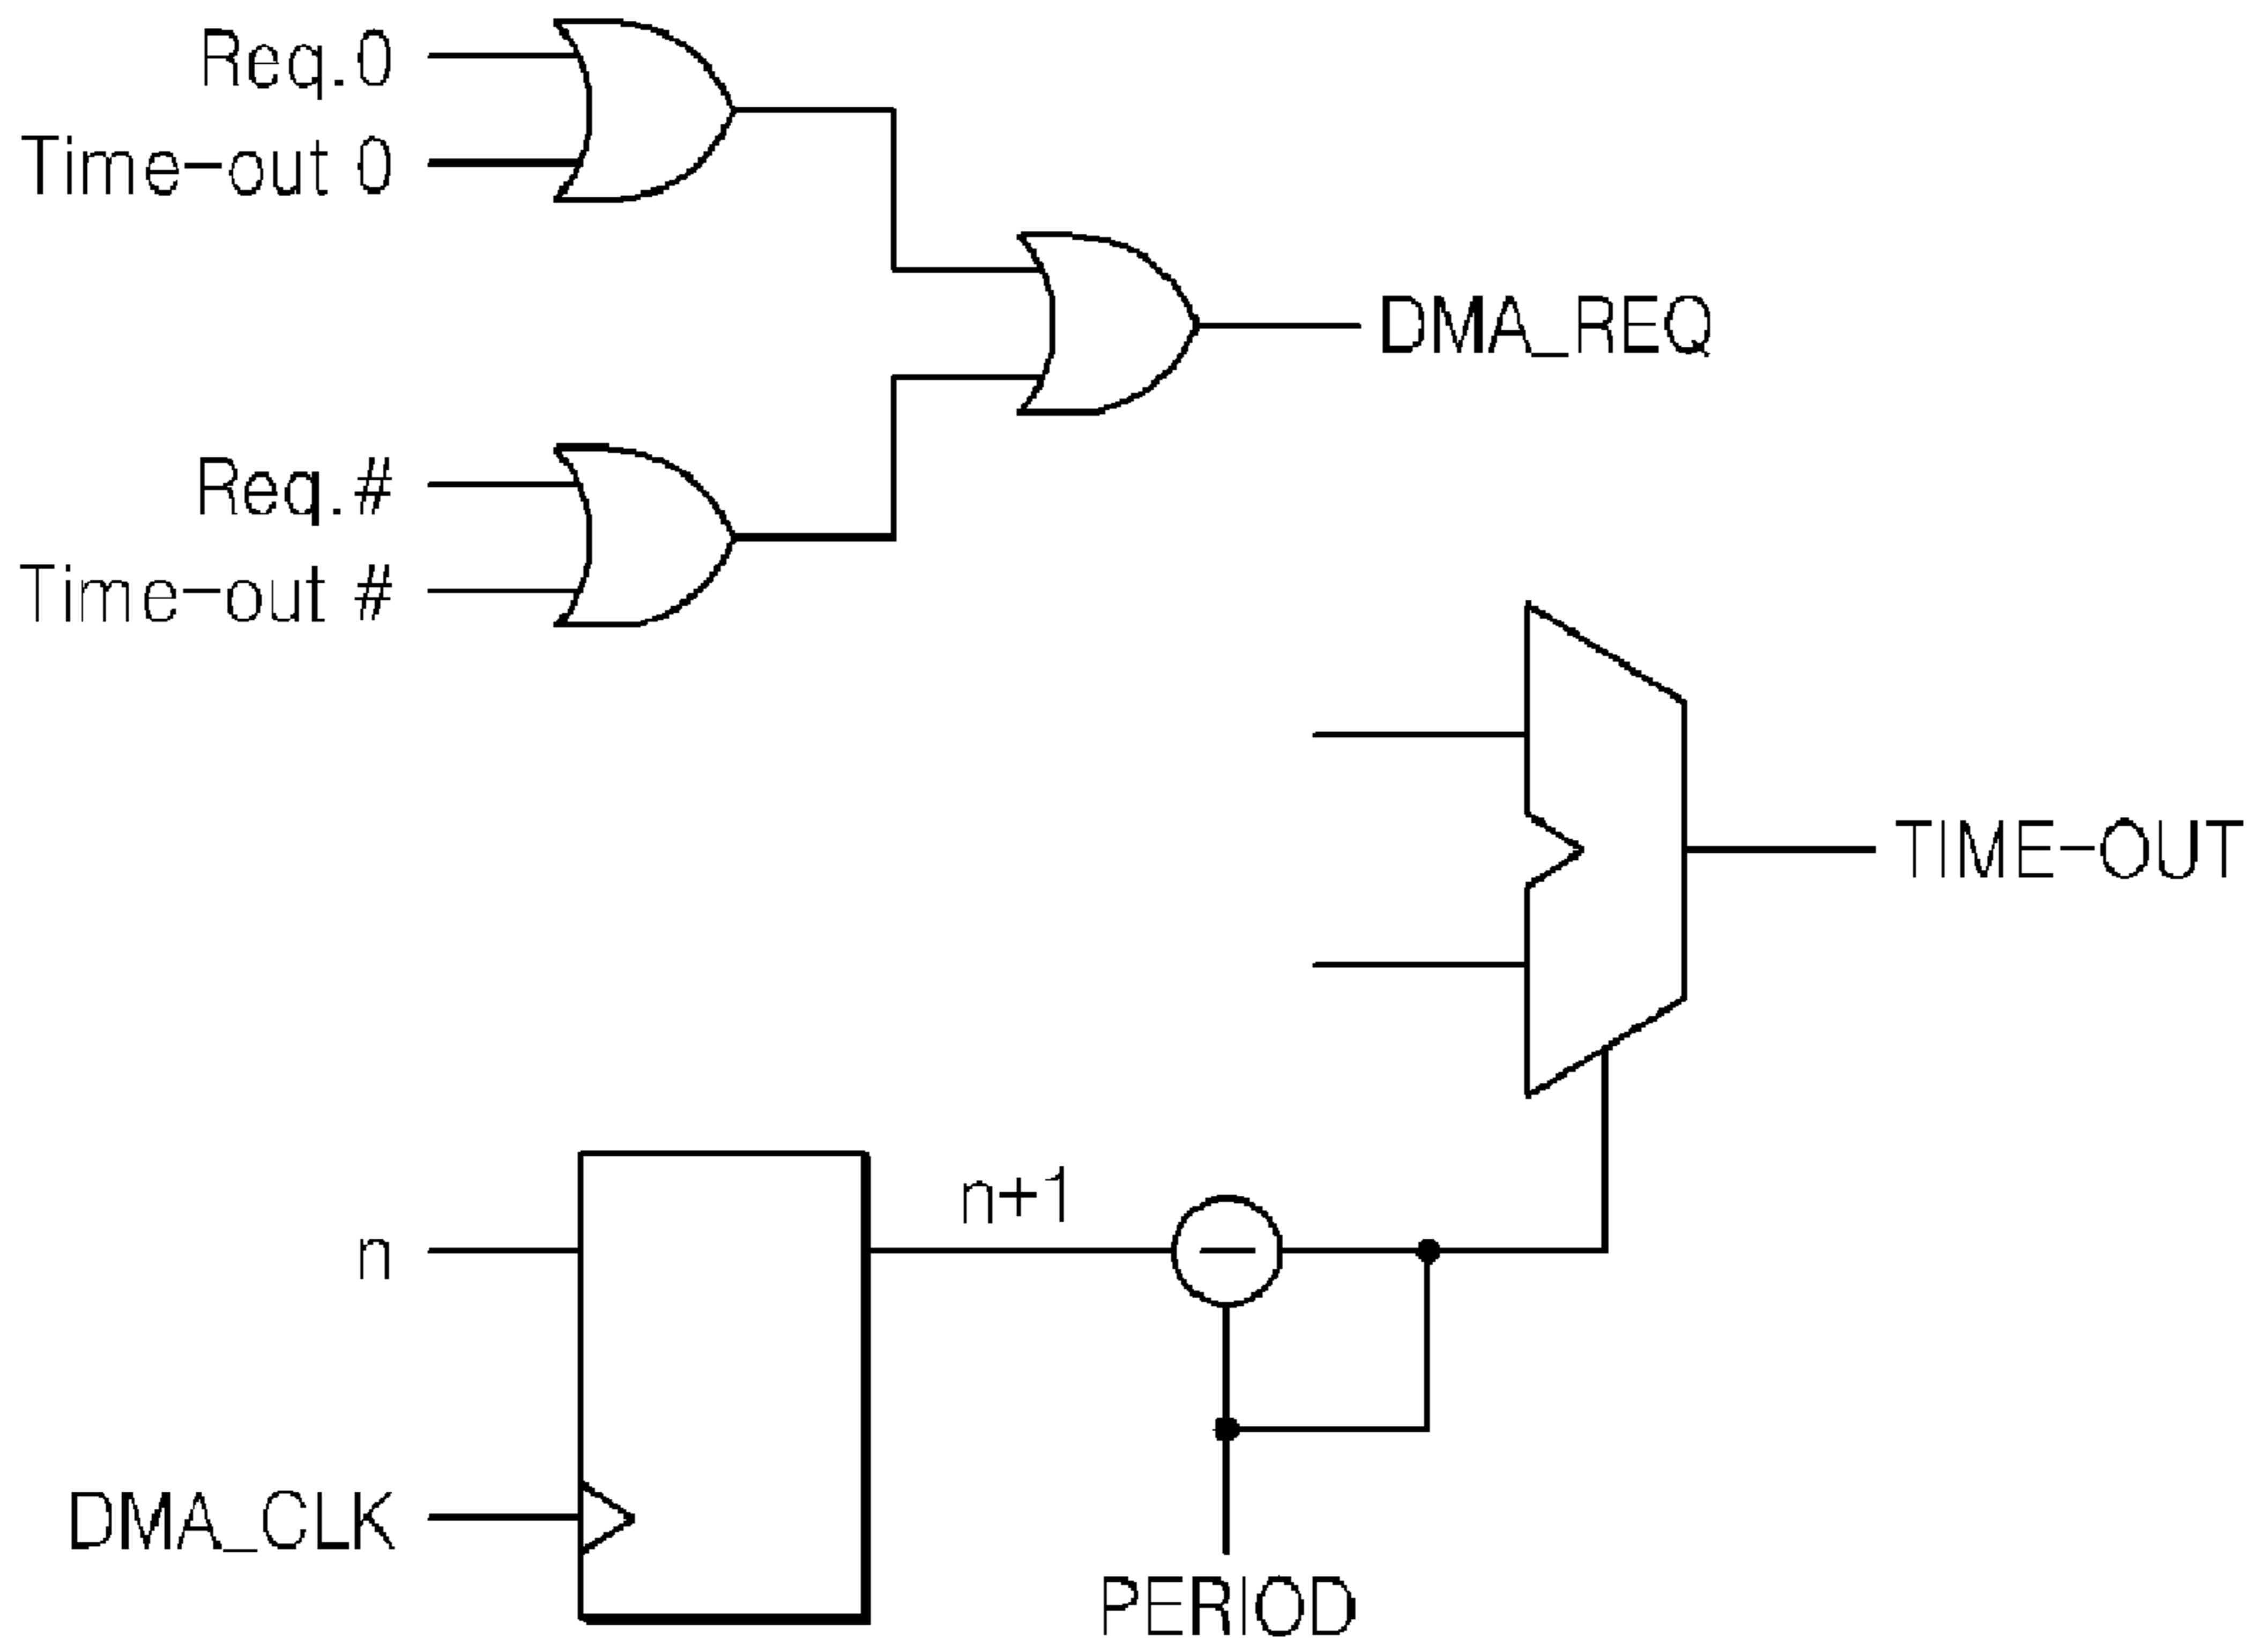 Req.0
Time-out 0
DMA_REQ
Req.#
Time-out #
TIME-OUT
n+1
n
DMA_CLK
PERIOD